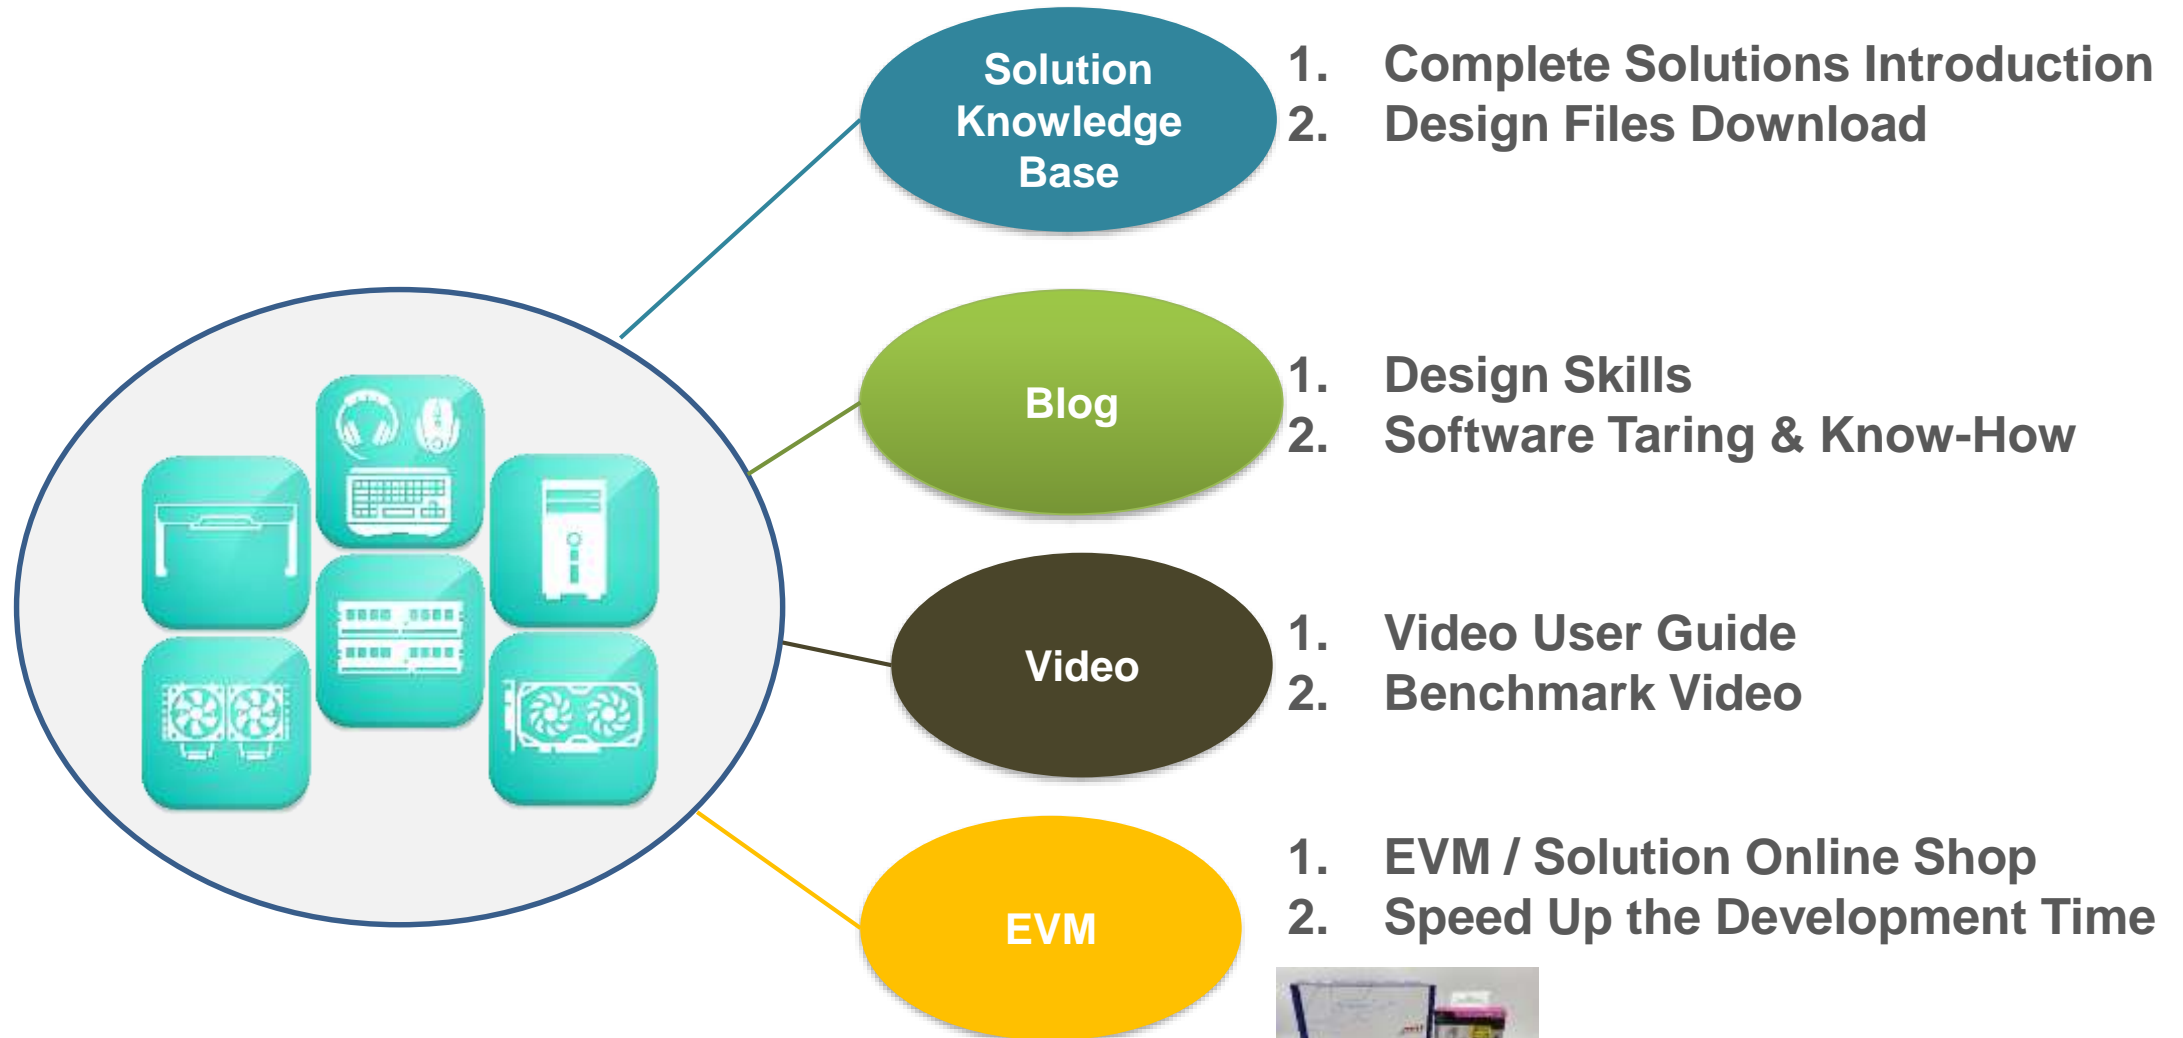 Solution
Knowledge
Base
1. Complete Solutions Introduction
2. Design Files Download
Blog
1. Design Skills
2. Software Taring & Know-How
Video
1. Video User Guide
2. Benchmark Video
EVM
1. EVM / Solution Online Shop
2. Speed Up the Development Time